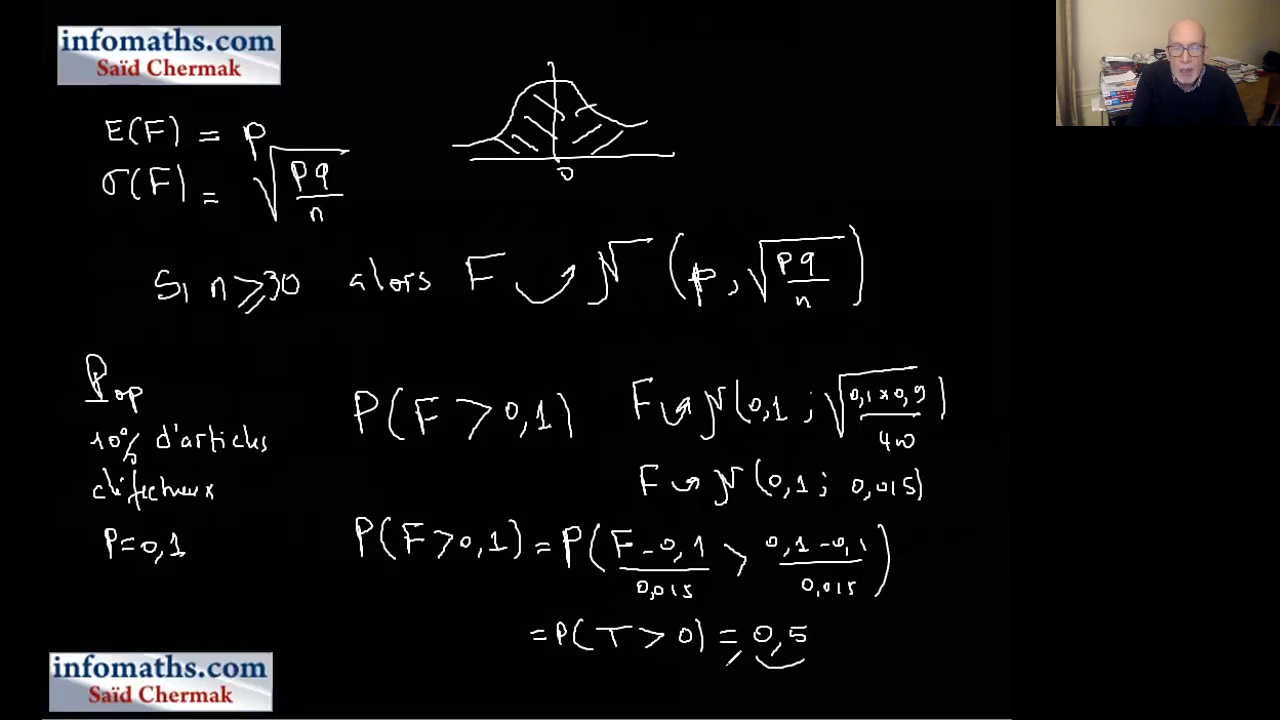 infomaths.com
Saïd Chermak
0
E(F) = p
σ(F) = √(pq/n)
Si n ⩾ 30 alors F ↪ N(p, √(pq/n))
Pop
10% d'articles
défectueux
P=0,1
P(F > 0,1)
F ↪ N(0,1 ; √(0,1×0,9/400))
F ↪ N(0,1 ; 0,015)
P(F>0,1) = P((F-0,1)/0,015 > (0,1-0,1)/0,015)
= P(T > 0) = 0,5
infomaths.com
Saïd Chermak